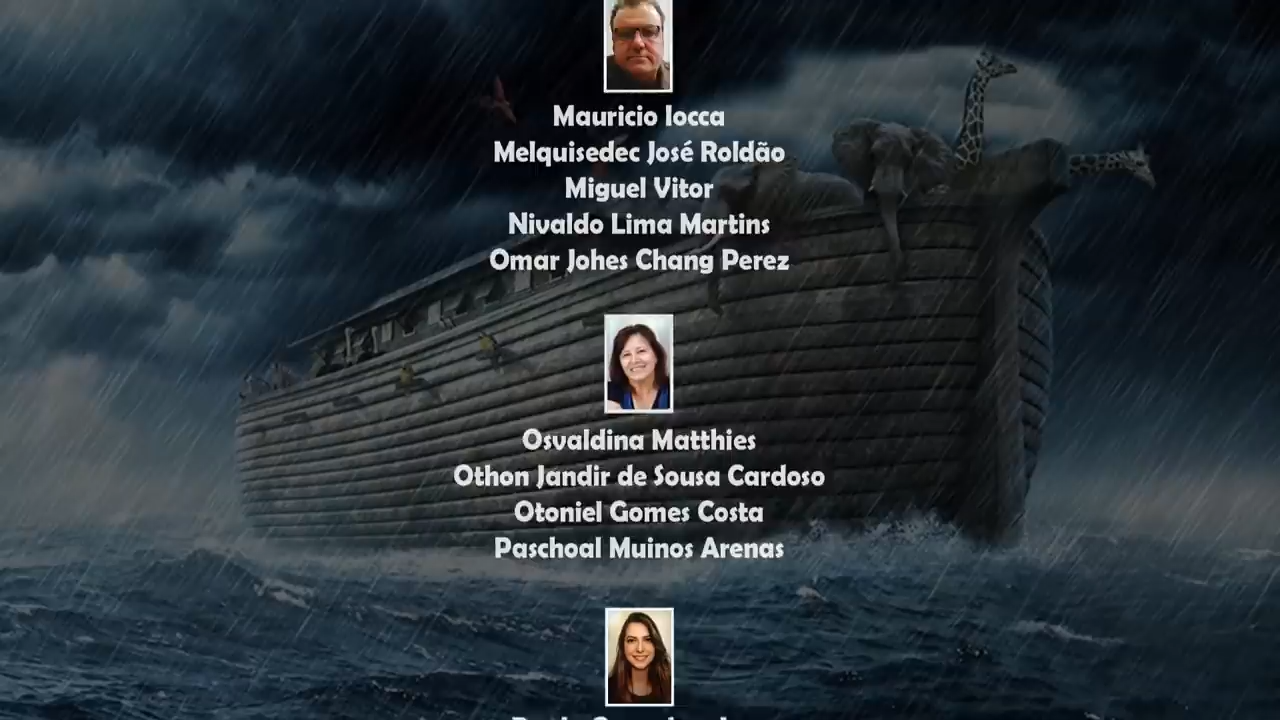 Mauricio Iocca
Melquisedec José Roldão
Miguel Vitor
Nivaldo Lima Martins
Omar Johes Chang Perez
Osvaldina Matthies
Othon Jandir de Sousa Cardoso
Otoniel Gomes Costa
Paschoal Muinos Arenas